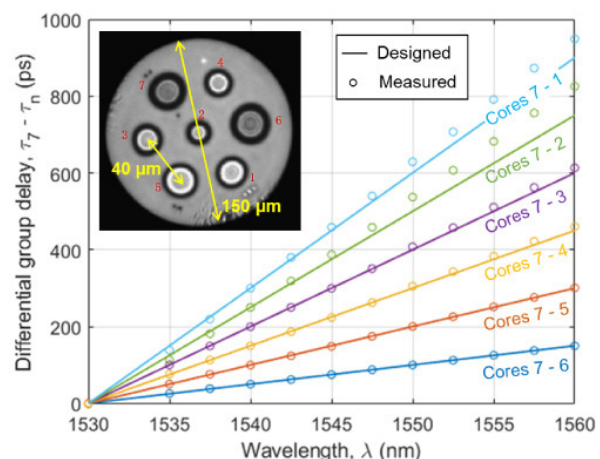 Differential group delay, τ7 - τn (ps)
1000
800
600
400
200
0
1530
1535
1540
1545
1550
1555
1560
Wavelength, λ (nm)
Designed
Measured
Cores 7 - 1
Cores 7 - 2
Cores 7 - 3
Cores 7 - 4
Cores 7 - 5
Cores 7 - 6
4
7
2
6
3
5
1
40 μm
150 μm